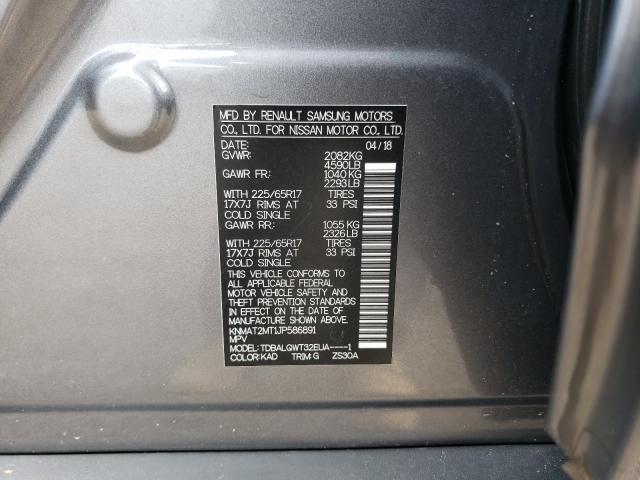 MFD BY RENAULT SAMSUNG MOTORS
CO., LTD. FOR NISSAN MOTOR CO., LTD.
DATE: 04/18
GVWR: 2082KG
4590LB
GAWR FR: 1040KG
2293LB
WITH 225/65R17 TIRES
17X7J RIMS AT 33 PSI
COLD SINGLE
GAWR RR: 1055KG
2326LB
WITH 225/65R17 TIRES
17X7J RIMS AT 33 PSI
COLD SINGLE
THIS VEHICLE CONFORMS TO
ALL APPLICABLE FEDERAL
MOTOR VEHICLE SAFETY AND
THEFT PREVENTION STANDARDS
IN EFFECT ON THE DATE OF
MANUFACTURE SHOWN ABOVE.
KNMAT2MT1JP586891
MPV
MODEL: TDBALGWT32EUA----1
COLOR:KAD TRIM:G ZS30A